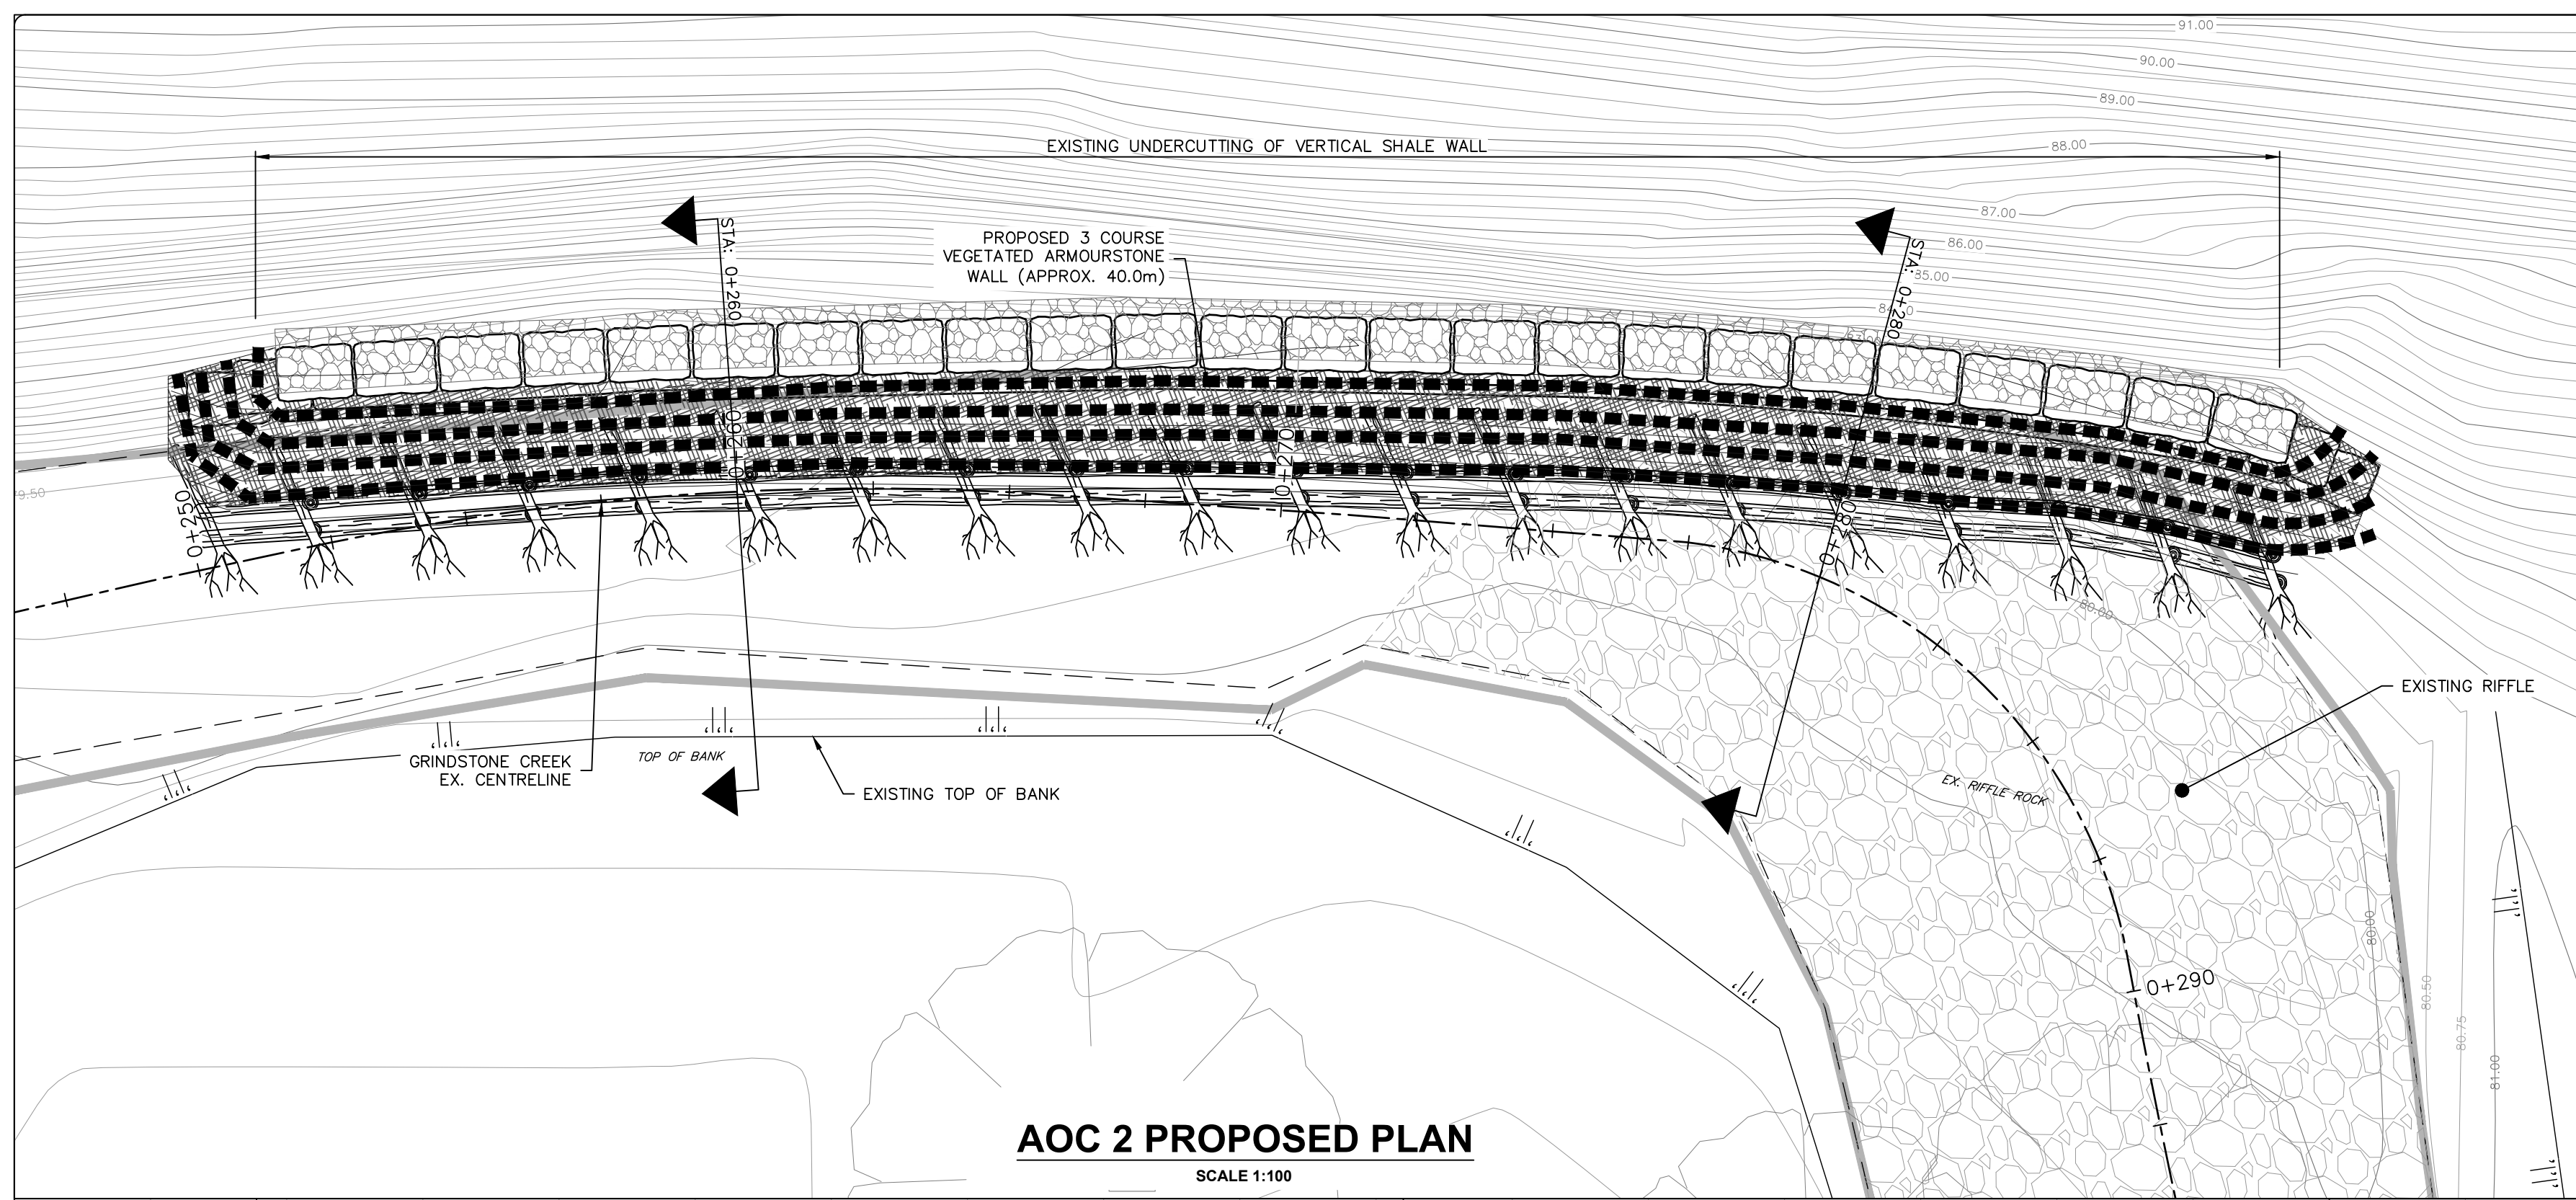 91.00
90.00
89.00
EXISTING UNDERCUTTING OF VERTICAL SHALE WALL
88.00
87.00
86.00
85.00
STA: 0+260
STA: 0+280
PROPOSED 3 COURSE
VEGETATED ARMOURSTONE
WALL (APPROX. 40.0m)
0+250
0+260
0+270
0+280
80.00
EXISTING RIFFLE
GRINDSTONE CREEK
EX. CENTRELINE
TOP OF BANK
EXISTING TOP OF BANK
EX. RIFFLE ROCK
80.00
0+290
80.50
80.75
81.00
AOC 2 PROPOSED PLAN
SCALE 1:100